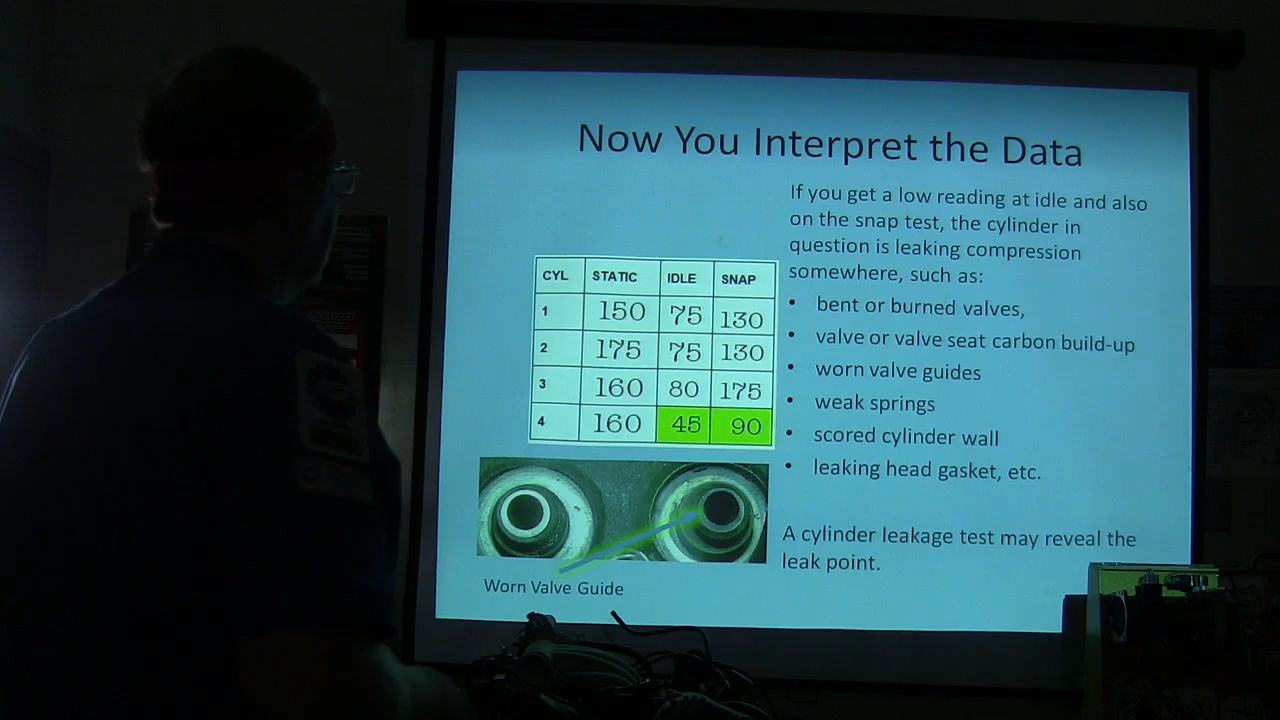 Now You Interpret the Data
If you get a low reading at idle and also
on the snap test, the cylinder in
question is leaking compression
somewhere, such as:
• bent or burned valves,
• valve or valve seat carbon build-up
• worn valve guides
• weak springs
• scored cylinder wall
• leaking head gasket, etc.
A cylinder leakage test may reveal the
leak point.
CYL STATIC IDLE SNAP
1 150 75 130
2 175 75 130
3 160 80 175
4 160 45 90
Worn Valve Guide